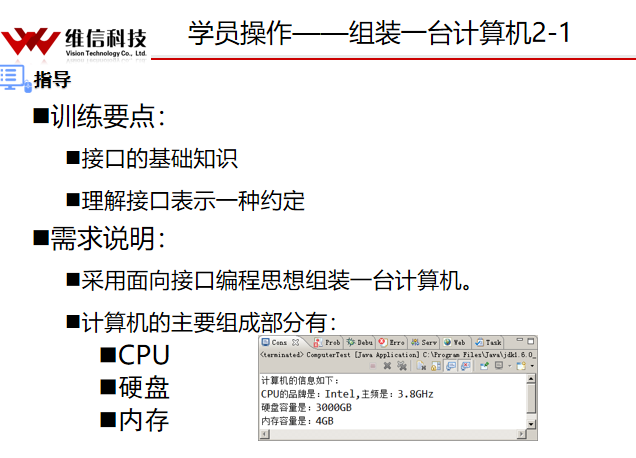 维信科技
Vision Technology Co., Ltd.
学员操作——组装一台计算机2-1
指导
■训练要点：
■接口的基础知识
■理解接口表示一种约定
■需求说明：
■采用面向接口编程思想组装一台计算机。
■计算机的主要组成部分有：
■CPU
■硬盘
■内存
Cons Prob Debu Erro Serv Web Task
<terminated> ComputerTest [Java Application] C:\Program Files\Java\jdk1.6.0_
计算机的信息如下：
CPU的品牌是：Intel,主频是：3.8GHz
硬盘容量是：3000GB
内存容量是：4GB